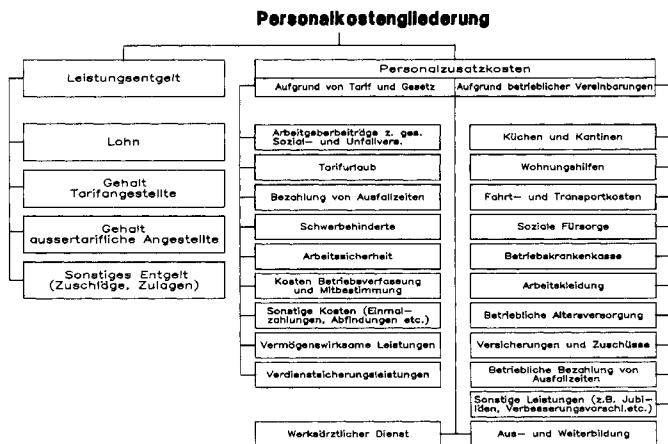 Personalkostengliederung
Leistungsentgelt
Lohn
Gehalt
Tarifangestellte
Gehalt
aussertarifliche Angestellte
Sonstiges Entgelt
(Zuschläge, Zulagen)
Personalzusatzkosten
Aufgrund von Tarif und Gesetz
Arbeitgeberbeiträge z. ges.
Sozial- und Unfallvers.
Tarifurlaub
Bezahlung von Ausfallzeiten
Schwerbehinderte
Arbeitssicherheit
Kosten Betriebsverfassung
und Mitbestimmung
Sonstige Kosten (Einmal-
zahlungen, Abfindungen etc.)
Vermögenswirksame Leistungen
Verdienstsicherungsleistungen
Aufgrund betrieblicher Vereinbarungen
Küchen und Kantinen
Wohnungshilfen
Fahrt- und Transportkosten
Soziale Fürsorge
Betriebskrankenkasse
Arbeitskleidung
Betriebliche Altersversorgung
Versicherungen und Zuschüsse
Betriebliche Bezahlung von
Ausfallzeiten
Sonstige Leistungen (z.B. Jubi-
läen, Verbesserungsvorschl.etc.)
Werksärztlicher Dienst
Aus- und Weiterbildung